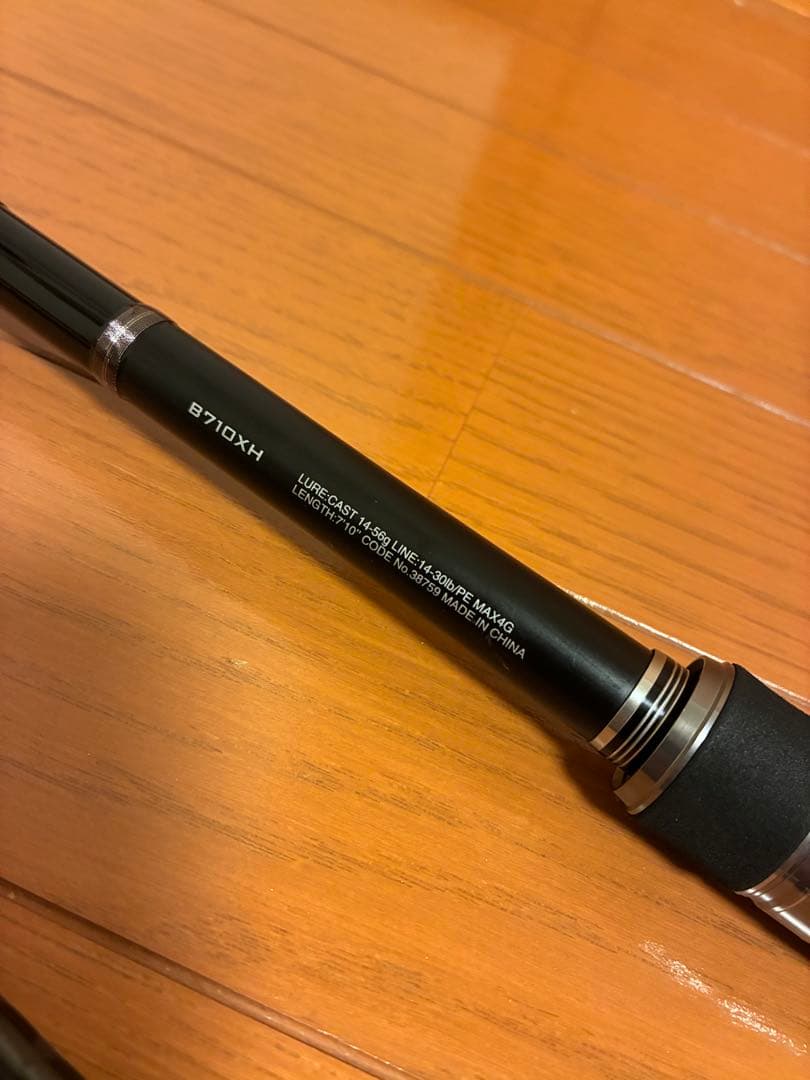 B710XH
LURE:CAST 14-56g LINE:14-30lb/PE MAX4G
LENGTH:7'10" CODE No.38759 MADE IN CHINA